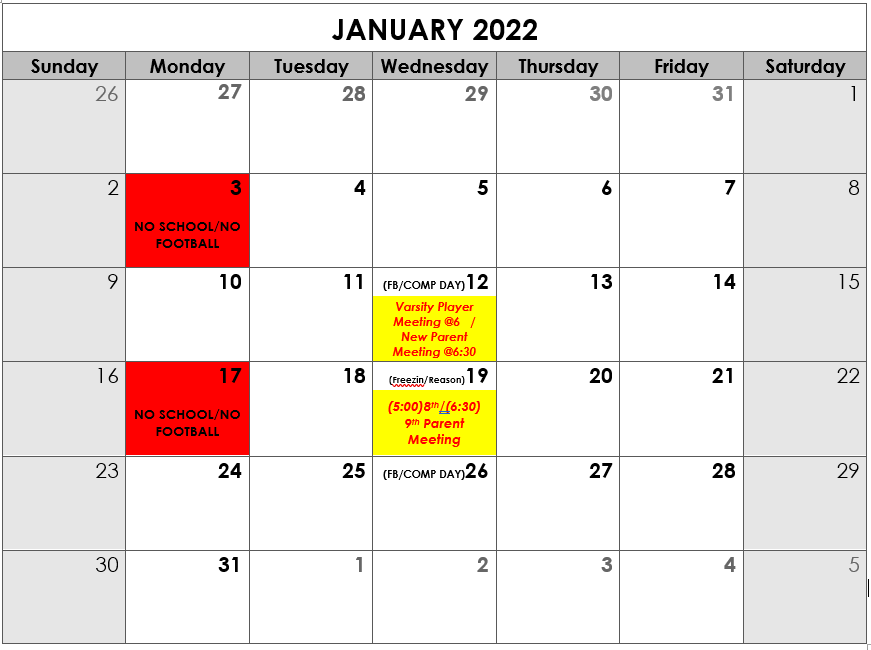 JANUARY 2022
Sunday Monday Tuesday Wednesday Thursday Friday Saturday
26 27 28 29 30 31 1
2 3 4 5 6 7 8
NO SCHOOL/NO
FOOTBALL
9 10 11 (FB/COMP DAY)12 13 14 15
Varsity Player
Meeting @6 /
New Parent
Meeting @6:30
16 17 18 (Freezin/Reason)19 20 21 22
NO SCHOOL/NO
FOOTBALL
(5:00)8th/(6:30)
9th Parent
Meeting
23 24 25 (FB/COMP DAY)26 27 28 29
30 31 1 2 3 4 5